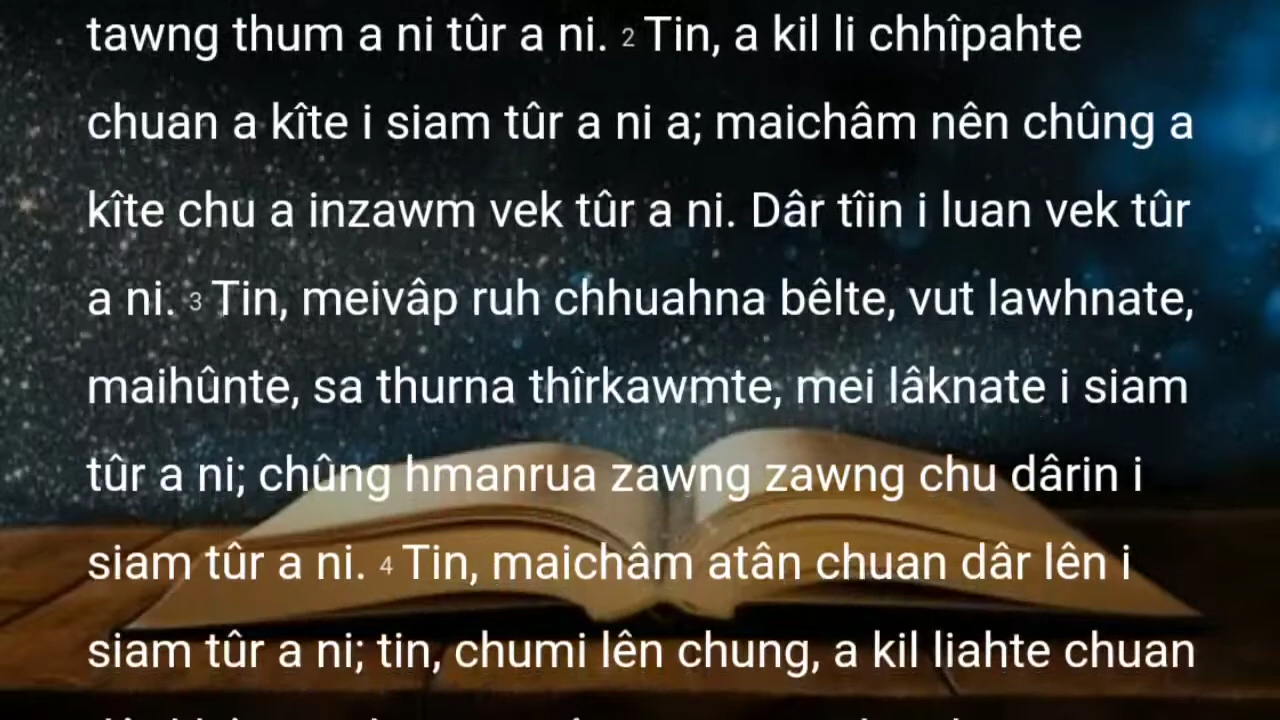 tawng thum a ni tûr a ni. 2 Tin, a kil li chhîpahte
chuan a kîte i siam tûr a ni a; maichâm nên chûng a
kîte chu a inzawm vek tûr a ni. Dâr tîin i luan vek tûr
a ni. 3 Tin, meivâp ruh chhuahna bêlte, vut lawhnate,
maihûnte, sa thurna thîrkawmte, mei lâknate i siam
tûr a ni; chûng hmanrua zawng zawng chu dârin i
siam tûr a ni. 4 Tin, maichâm atân chuan dâr lên i
siam tûr a ni; tin, chumi lên chung, a kil liahte chuan